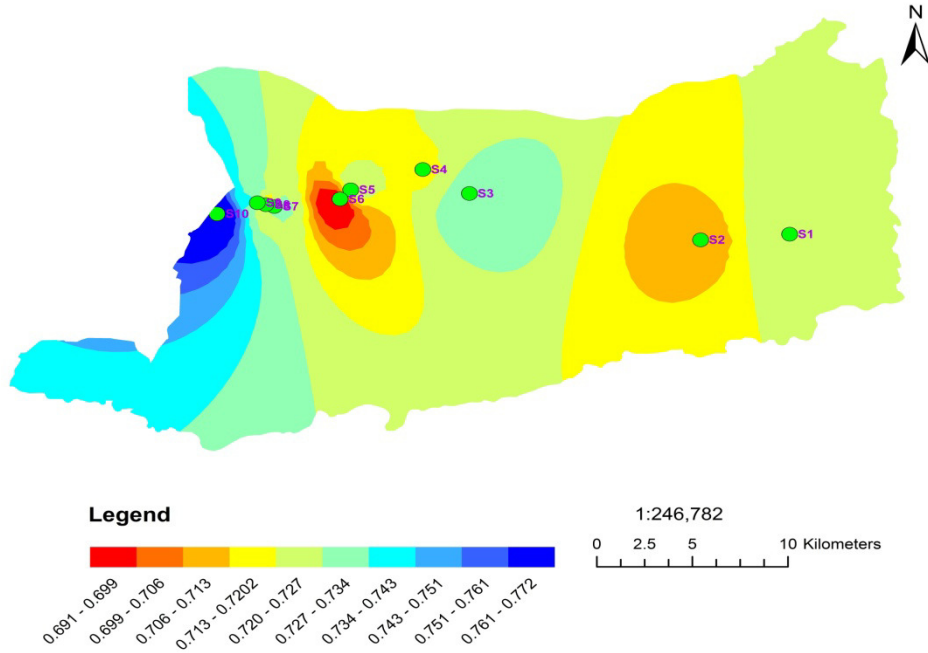 N
S4
S5
S3
S6
S9
S8
S7
S10
S1
S2
Legend
1:246,782
0 2.5 5 10 Kilometers
0.691 - 0.699
0.699 - 0.706
0.706 - 0.713
0.713 - 0.7202
0.720 - 0.727
0.727 - 0.734
0.734 - 0.743
0.743 - 0.751
0.751 - 0.761
0.761 - 0.772